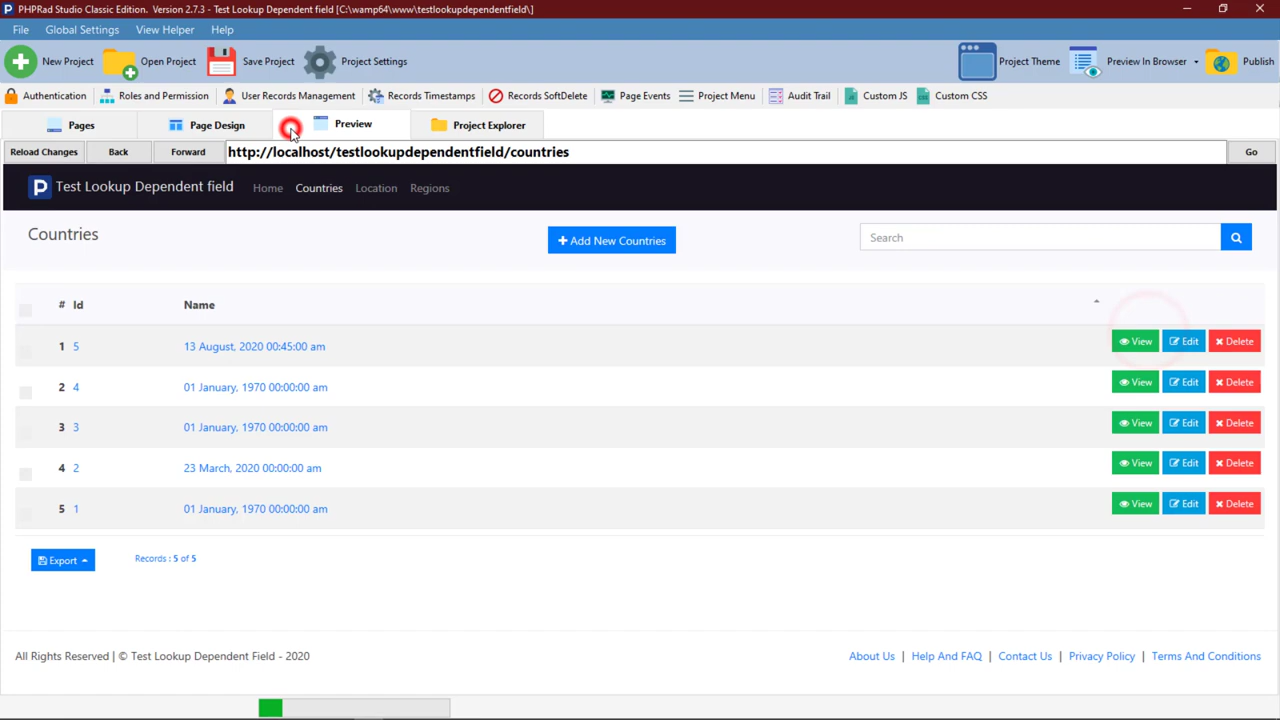 PHPRad Studio Classic Edition. Version 2.7.3 - Test Lookup Dependent field [C:\wamp64\www\testlookupdependentfield\]
File Global Settings View Helper Help
New Project Open Project Save Project Project Settings Project Theme Preview In Browser Publish
Authentication Roles and Permission User Records Management Records Timestamps Records SoftDelete Page Events Project Menu Audit Trail Custom JS Custom CSS
Pages Page Design Preview Project Explorer
Reload Changes Back Forward http://localhost/testlookupdependentfield/countries Go
Test Lookup Dependent field Home Countries Location Regions
Countries + Add New Countries Search
# Id Name
1 5 13 August, 2020 00:45:00 am View Edit Delete
2 4 01 January, 1970 00:00:00 am View Edit Delete
3 3 01 January, 1970 00:00:00 am View Edit Delete
4 2 23 March, 2020 00:00:00 am View Edit Delete
5 1 01 January, 1970 00:00:00 am View Edit Delete
Export Records : 5 of 5
All Rights Reserved | © Test Lookup Dependent Field - 2020 About Us | Help And FAQ | Contact Us | Privacy Policy | Terms And Conditions